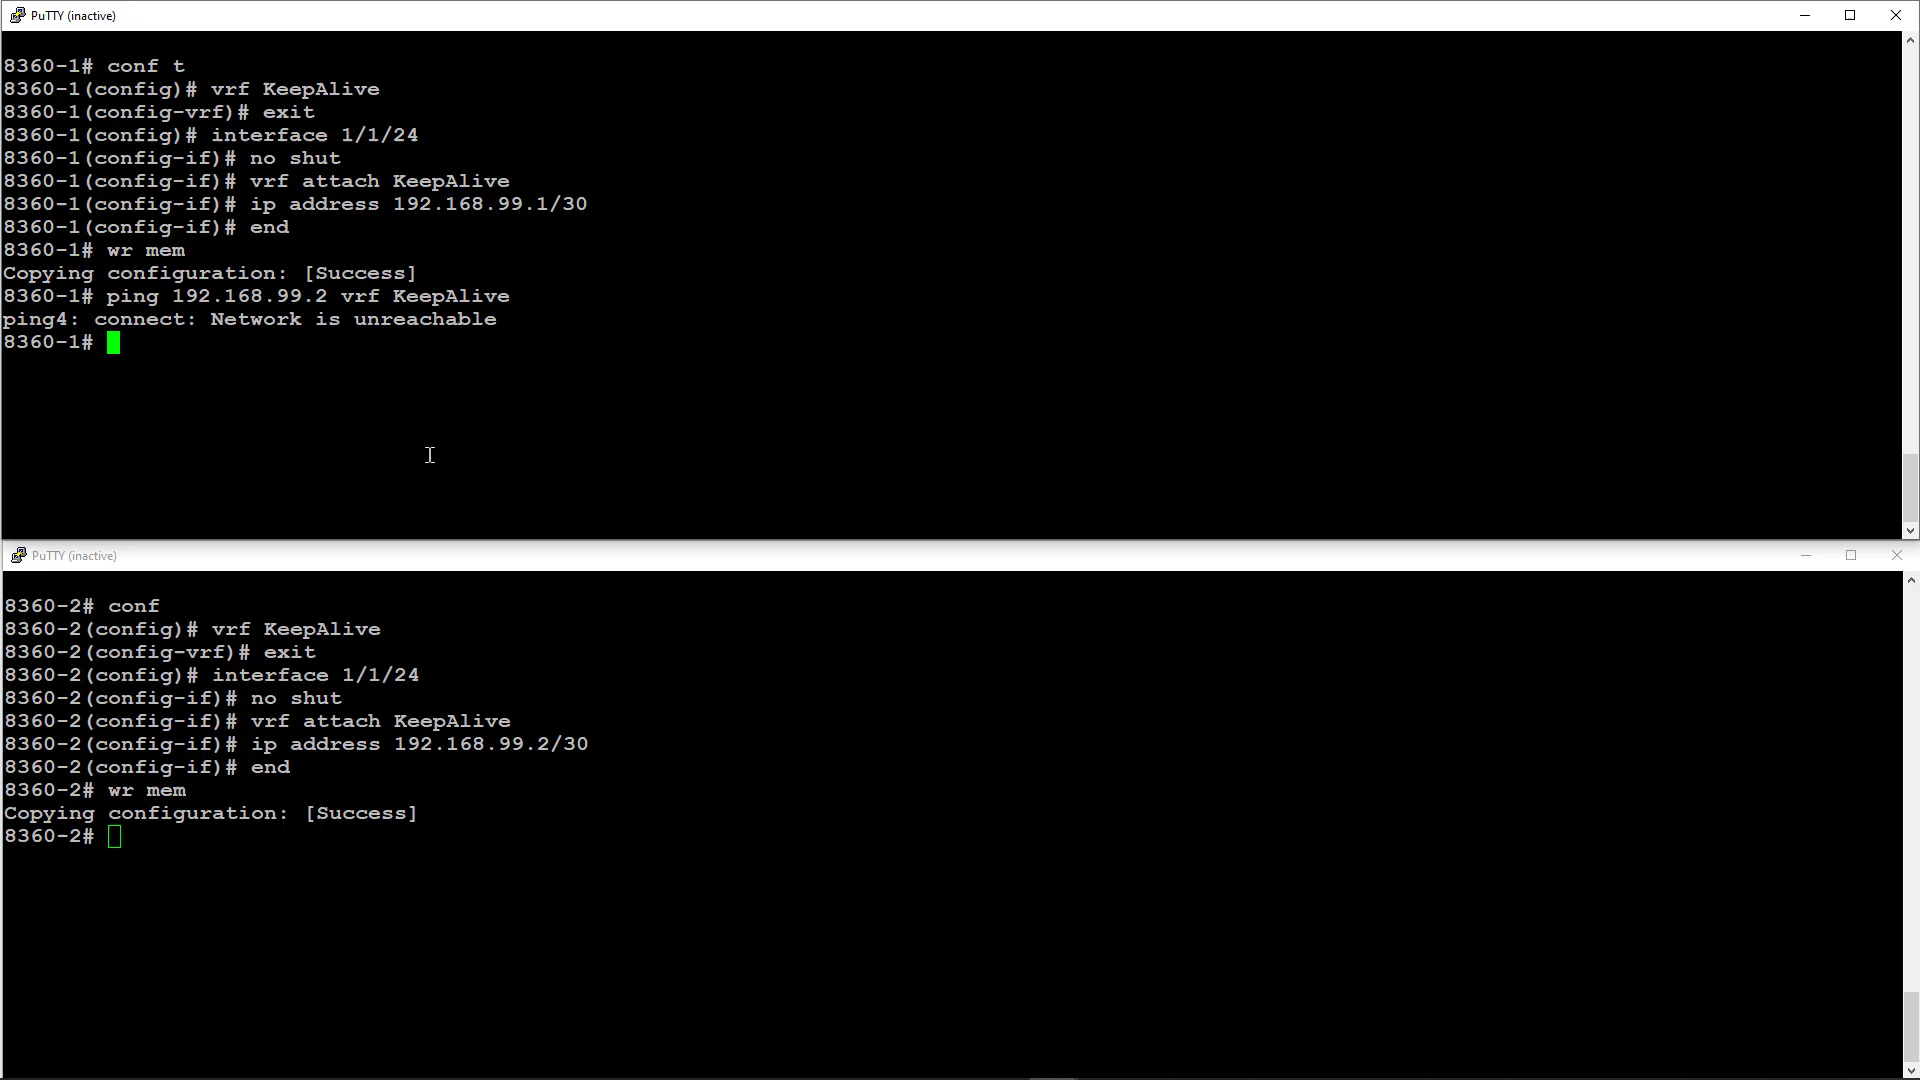 PuTTY (inactive)
8360-1# conf t
8360-1(config)# vrf KeepAlive
8360-1(config-vrf)# exit
8360-1(config)# interface 1/1/24
8360-1(config-if)# no shut
8360-1(config-if)# vrf attach KeepAlive
8360-1(config-if)# ip address 192.168.99.1/30
8360-1(config-if)# end
8360-1# wr mem
Copying configuration: [Success]
8360-1# ping 192.168.99.2 vrf KeepAlive
ping4: connect: Network is unreachable
8360-1#
PuTTY (inactive)
8360-2# conf
8360-2(config)# vrf KeepAlive
8360-2(config-vrf)# exit
8360-2(config)# interface 1/1/24
8360-2(config-if)# no shut
8360-2(config-if)# vrf attach KeepAlive
8360-2(config-if)# ip address 192.168.99.2/30
8360-2(config-if)# end
8360-2# wr mem
Copying configuration: [Success]
8360-2#